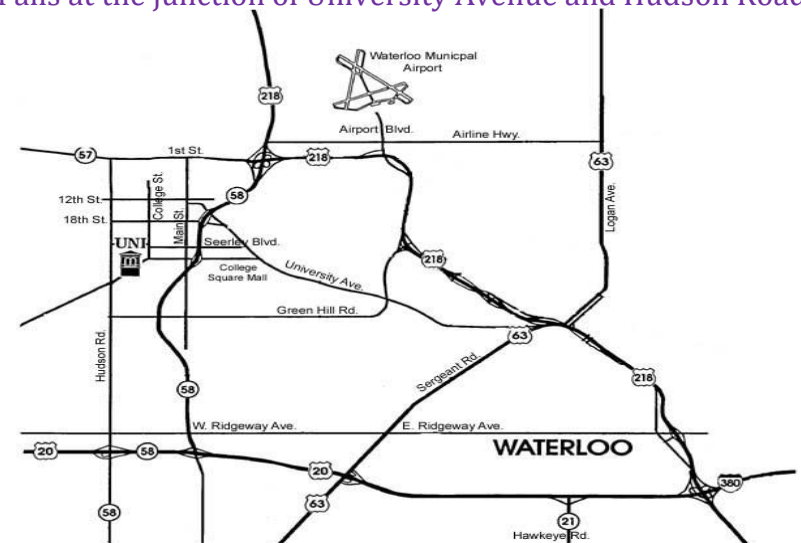 Falls at the junction of University Avenue and Hudson Road
Waterloo Municpal
Airport
218
Airport Blvd.
Airline Hwy.
57
1st St.
218
63
58
12th St.
College St.
18th St.
Main St.
Logan Ave.
UNI
Seerley Blvd.
College
Square Mall
University Ave.
218
Green Hill Rd.
63
Hudson Rd.
Sergeant Rd.
218
58
W. Ridgeway Ave.
E. Ridgeway Ave.
WATERLOO
20
58
20
380
63
58
21
Hawkeye Rd.